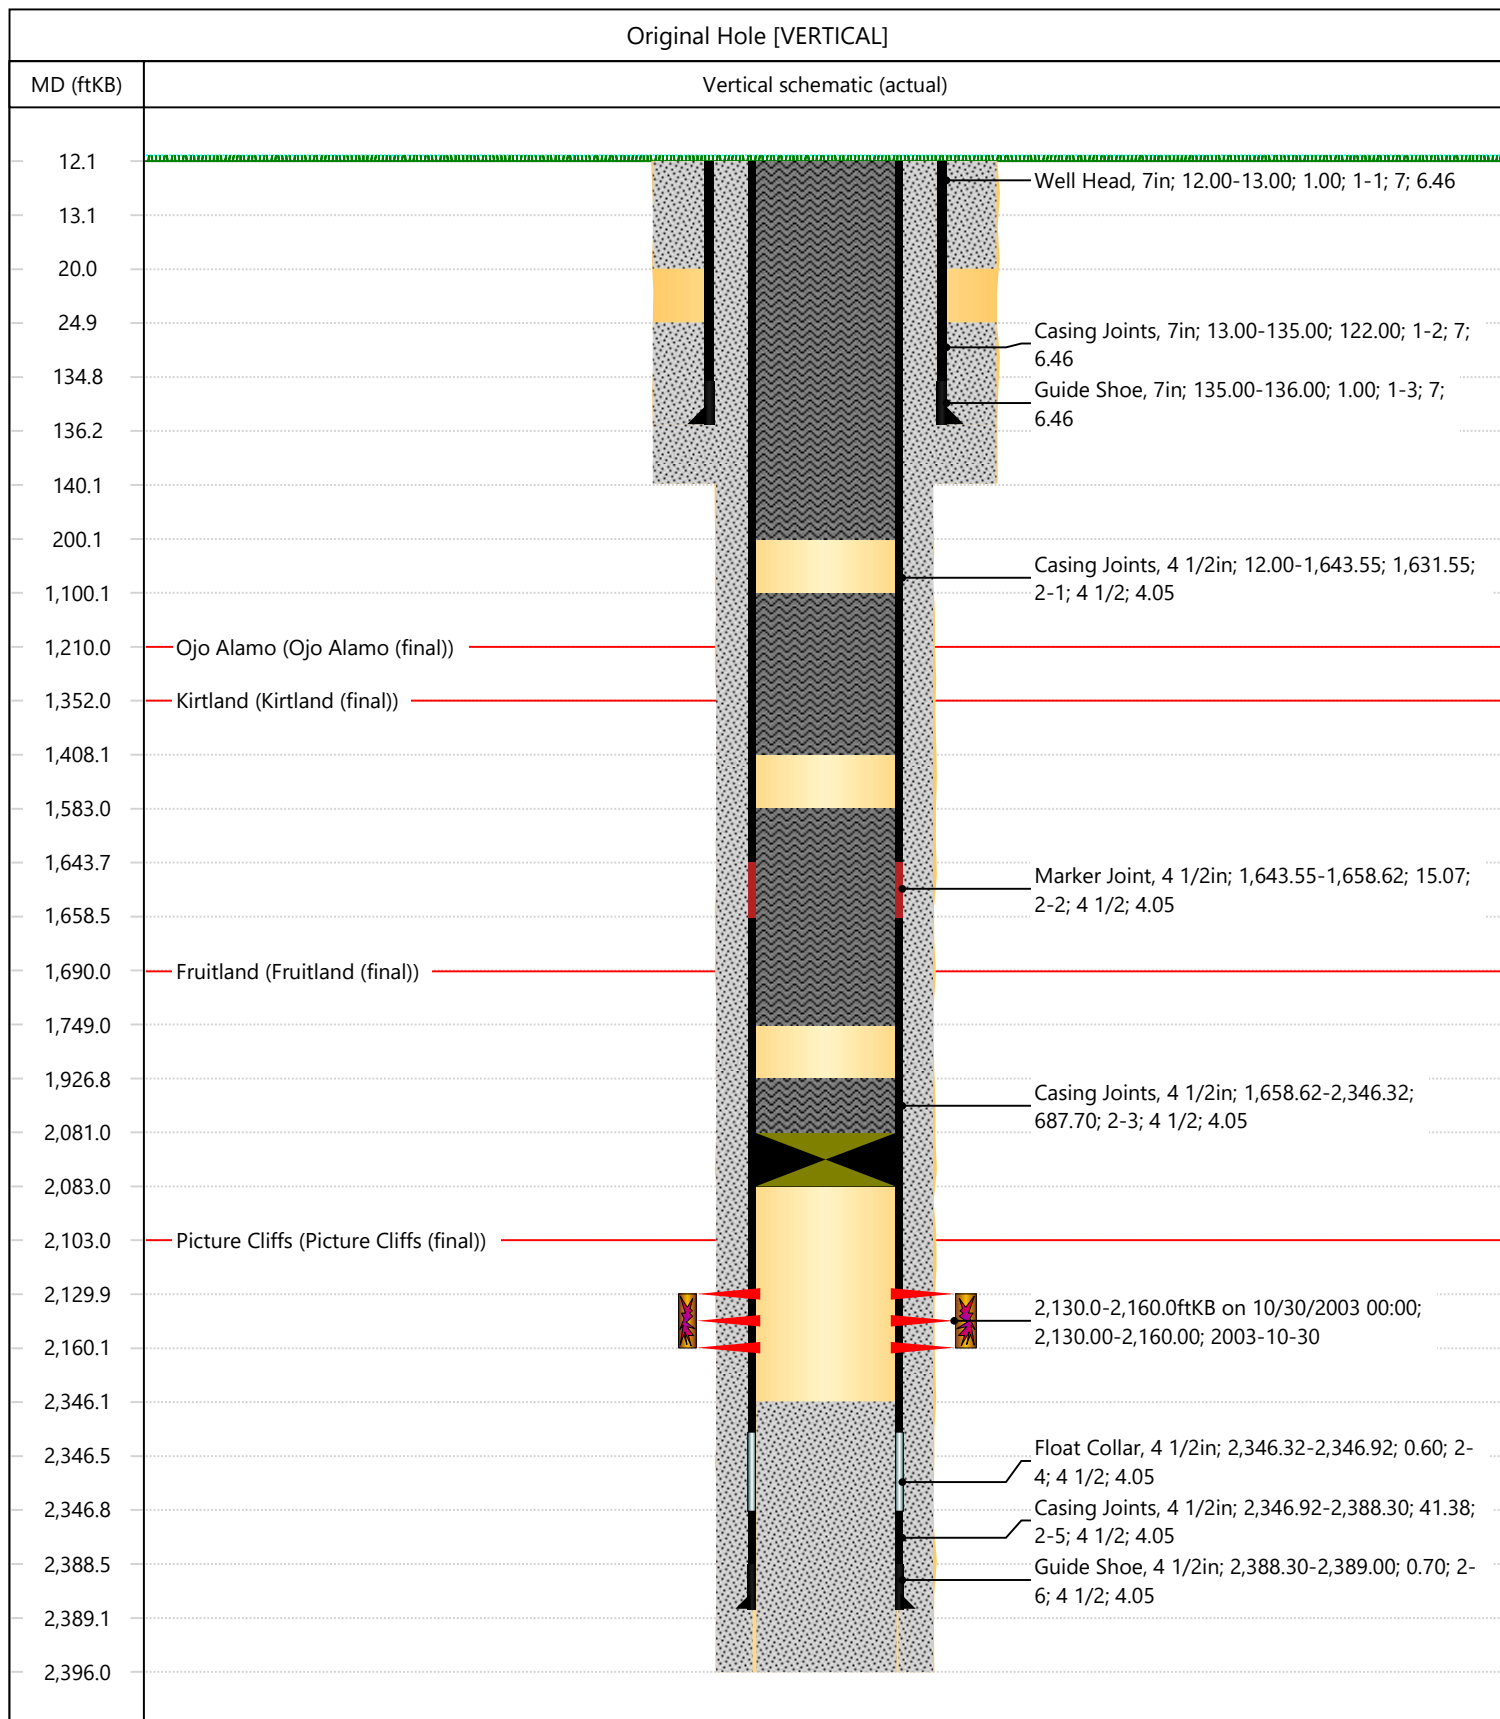 Original Hole [VERTICAL]
MD (ftKB)
Vertical schematic (actual)
12.1
Well Head, 7in; 12.00-13.00; 1.00; 1-1; 7; 6.46
13.1
20.0
24.9
Casing Joints, 7in; 13.00-135.00; 122.00; 1-2; 7;
6.46
134.8
Guide Shoe, 7in; 135.00-136.00; 1.00; 1-3; 7;
6.46
136.2
140.1
200.1
Casing Joints, 4 1/2in; 12.00-1,643.55; 1,631.55;
2-1; 4 1/2; 4.05
1,100.1
1,210.0
Ojo Alamo (Ojo Alamo (final))
1,352.0
Kirtland (Kirtland (final))
1,408.1
1,583.0
1,643.7
Marker Joint, 4 1/2in; 1,643.55-1,658.62; 15.07;
2-2; 4 1/2; 4.05
1,658.5
1,690.0
Fruitland (Fruitland (final))
1,749.0
1,926.8
Casing Joints, 4 1/2in; 1,658.62-2,346.32;
687.70; 2-3; 4 1/2; 4.05
2,081.0
2,083.0
2,103.0
Picture Cliffs (Picture Cliffs (final))
2,129.9
2,130.0-2,160.0ftKB on 10/30/2003 00:00;
2,130.00-2,160.00; 2003-10-30
2,160.1
2,346.1
Float Collar, 4 1/2in; 2,346.32-2,346.92; 0.60; 2-
4; 4 1/2; 4.05
2,346.5
2,346.8
Casing Joints, 4 1/2in; 2,346.92-2,388.30; 41.38;
2-5; 4 1/2; 4.05
2,388.5
Guide Shoe, 4 1/2in; 2,388.30-2,389.00; 0.70; 2-
6; 4 1/2; 4.05
2,389.1
2,396.0